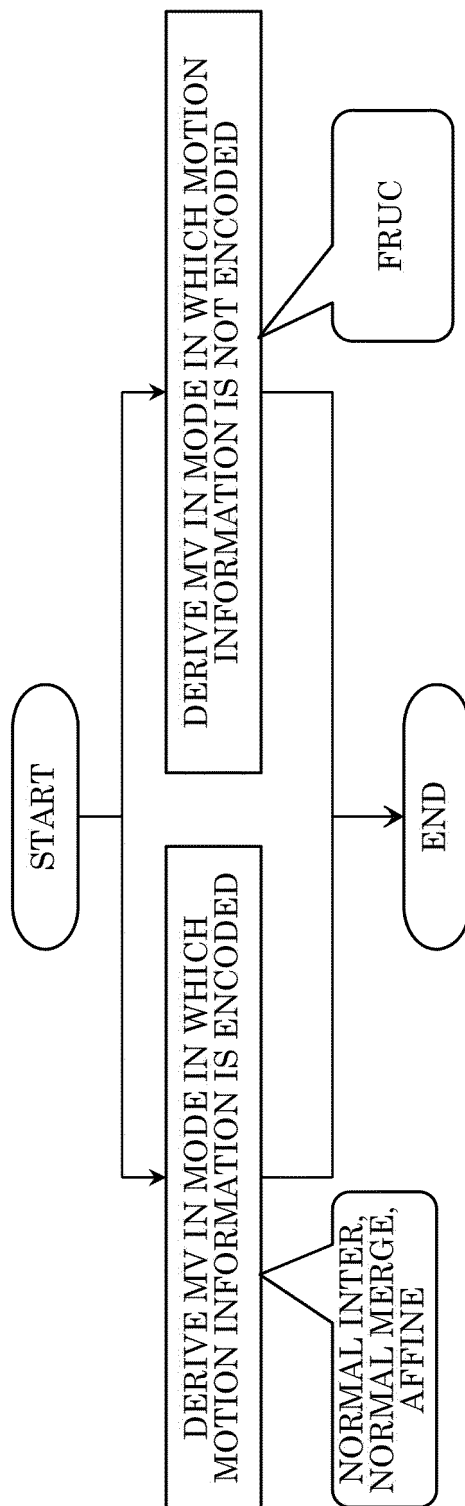 START
DERIVE MV IN MODE IN WHICH
MOTION INFORMATION IS ENCODED
DERIVE MV IN MODE IN WHICH MOTION
INFORMATION IS NOT ENCODED
NORMAL INTER,
NORMAL MERGE,
AFFINE
FRUC
END